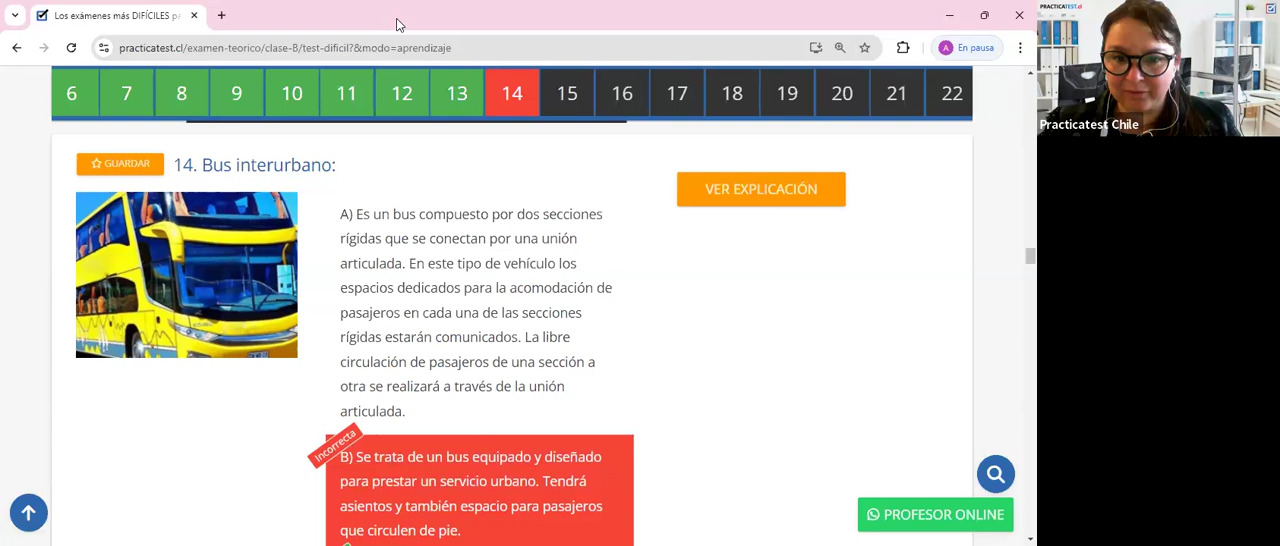 Los exámenes más DIFÍCILES pa
practicatest.cl/examen-teorico/clase-B/test-dificil?&modo=aprendizaje
A
En pausa
6 7 8 9 10 11 12 13 14 15 16 17 18 19 20 21 22
GUARDAR
14. Bus interurbano:
VER EXPLICACIÓN
A) Es un bus compuesto por dos secciones
rígidas que se conectan por una unión
articulada. En este tipo de vehículo los
espacios dedicados para la acomodación de
pasajeros en cada una de las secciones
rígidas estarán comunicados. La libre
circulación de pasajeros de una sección a
otra se realizará a través de la unión
articulada.
Incorrecta
B) Se trata de un bus equipado y diseñado
para prestar un servicio urbano. Tendrá
asientos y también espacio para pasajeros
que circulen de pie.
PROFESOR ONLINE
PRACTICATEST.cl
Practicatest Chile